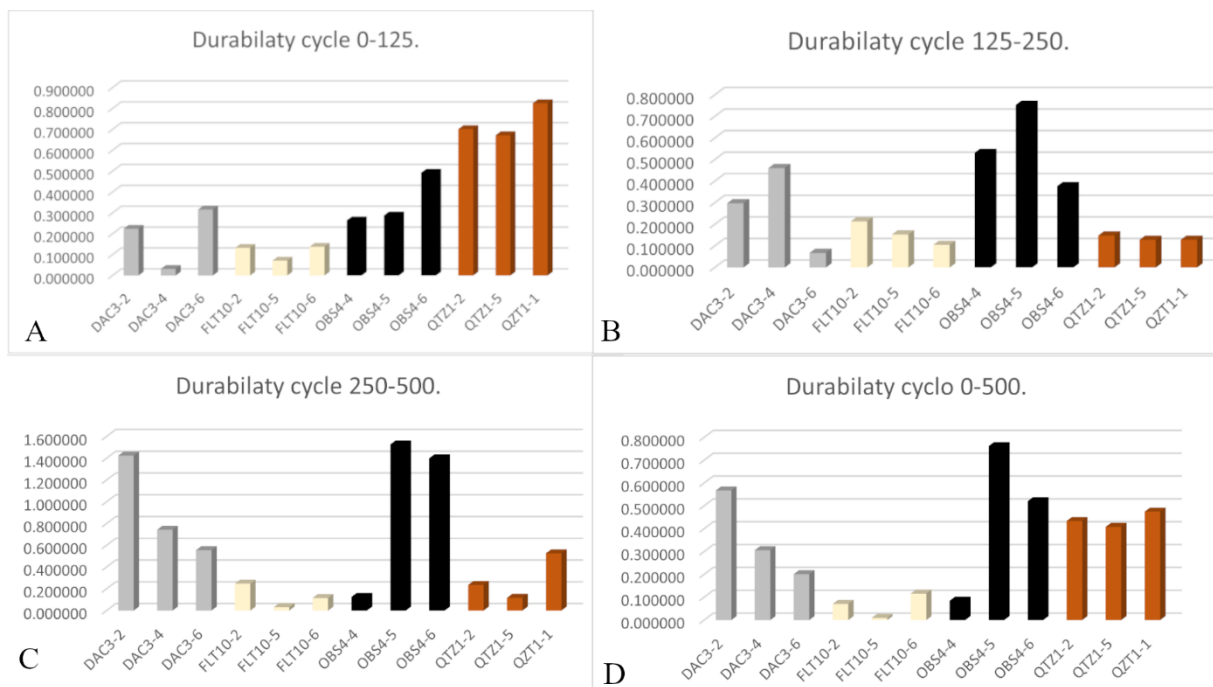 Durabilaty cycle 0-125.
0.900000
0.800000
0.700000
0.600000
0.500000
0.400000
0.300000
0.200000
0.100000
0.000000
DAC3-2
DAC3-4
DAC3-6
FLT10-2
FLT10-5
FLT10-6
OBS4-4
OBS4-5
OBS4-6
QTZ1-2
QTZ1-5
QZT1-1
A
Durabilaty cycle 125-250.
0.800000
0.700000
0.600000
0.500000
0.400000
0.300000
0.200000
0.100000
0.000000
DAC3-2
DAC3-4
DAC3-6
FLT10-2
FLT10-5
FLT10-6
OBS4-4
OBS4-5
OBS4-6
QTZ1-2
QTZ1-5
QZT1-1
B
Durabilaty cycle 250-500.
1.600000
1.400000
1.200000
1.000000
0.800000
0.600000
0.400000
0.200000
0.000000
DAC3-2
DAC3-4
DAC3-6
FLT10-2
FLT10-5
FLT10-6
OBS4-4
OBS4-5
OBS4-6
QTZ1-2
QTZ1-5
QZT1-1
C
Durabilaty cyclo 0-500.
0.800000
0.700000
0.600000
0.500000
0.400000
0.300000
0.200000
0.100000
0.000000
DAC3-2
DAC3-4
DAC3-6
FLT10-2
FLT10-5
FLT10-6
OBS4-4
OBS4-5
OBS4-6
QTZ1-2
QTZ1-5
QZT1-1
D